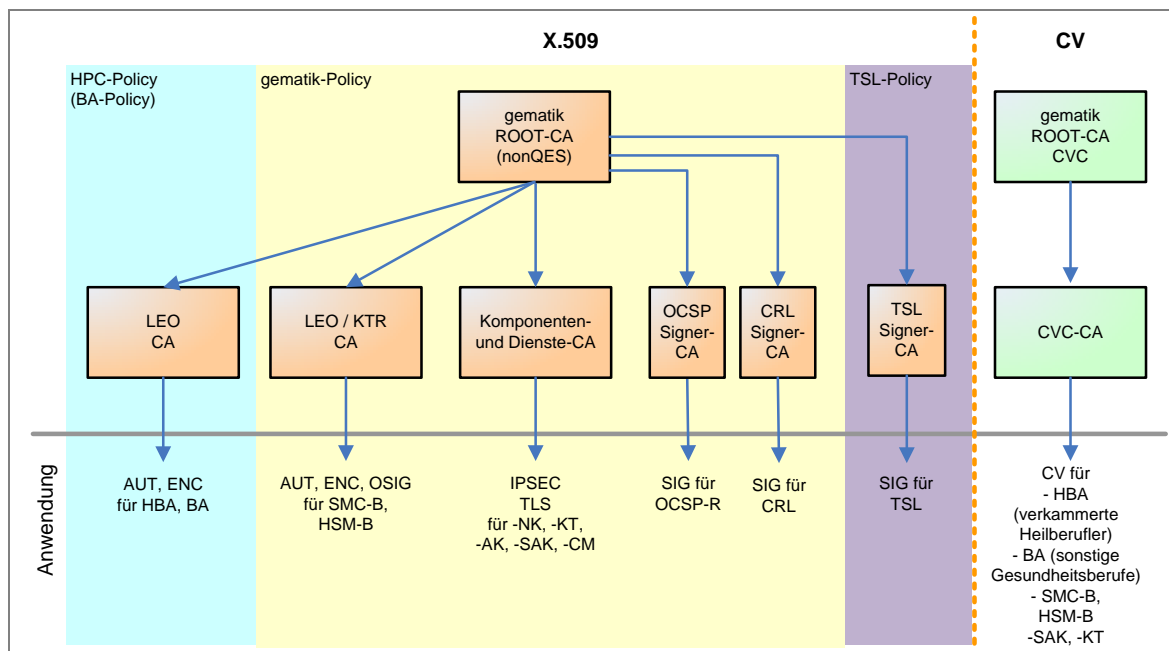 X.509
CV
HPC-Policy
(BA-Policy)
gematik-Policy
TSL-Policy
gematik
ROOT-CA
(nonQES)
gematik
ROOT-CA
CVC
LEO
CA
LEO / KTR
CA
Komponenten-
und Dienste-CA
OCSP
Signer-
CA
CRL
Signer-
CA
TSL
Signer-
CA
CVC-CA
Anwendung
AUT, ENC
für HBA, BA
AUT, ENC, OSIG
für SMC-B,
HSM-B
IPSEC
TLS
für -NK, -KT,
-AK, -SAK, -CM
SIG für
OCSP-R
SIG für
CRL
SIG für
TSL
CV für
- HBA
(verkammerte
Heilberufler)
- BA (sonstige
Gesundheitsberufe)
- SMC-B,
HSM-B
-SAK, -KT